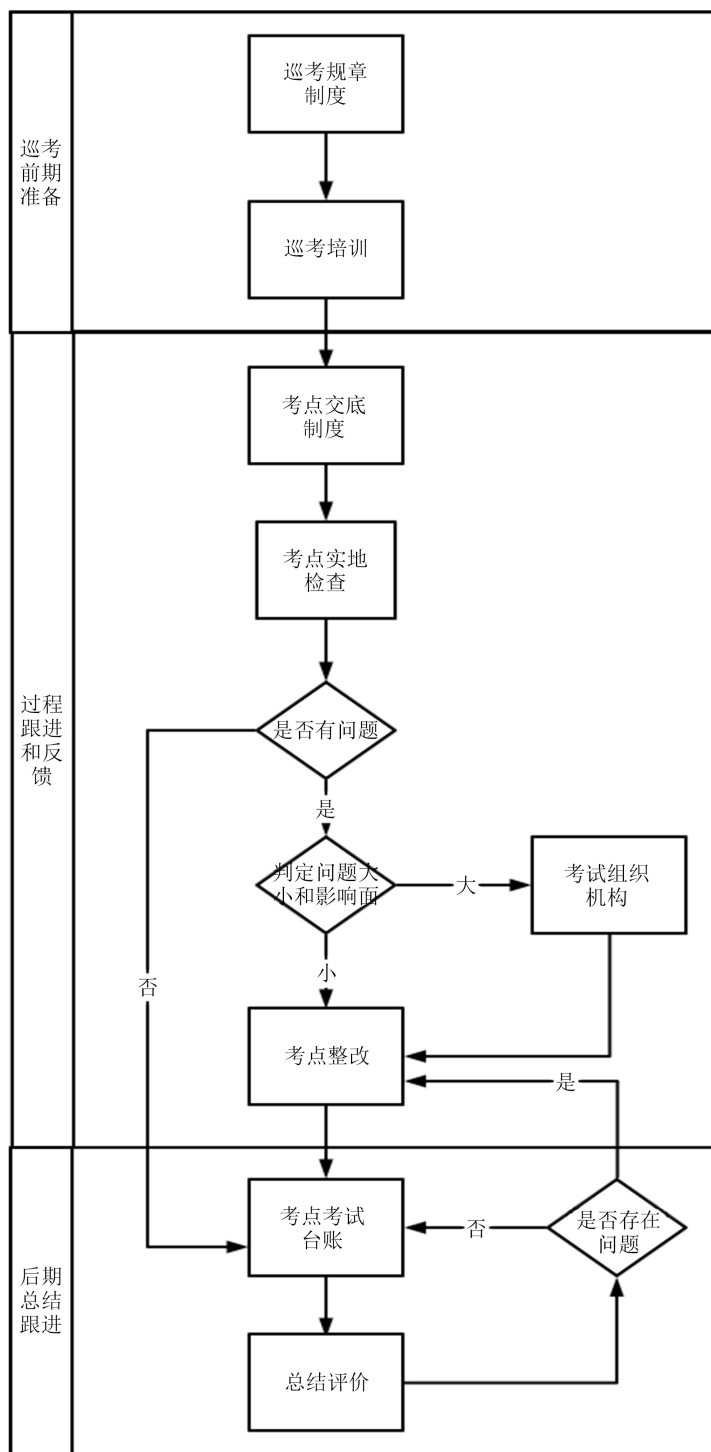 巡考
前期
准备
巡考规章
制度
巡考培训
过程
跟进
和反
馈
考点交底
制度
考点实地
检查
是否有问题
是
判定问题大
小和影响面
大
考试组织
机构
小
否
考点整改
是
后期
总结
跟进
考点考试
台账
否
是否存在
问题
总结评价